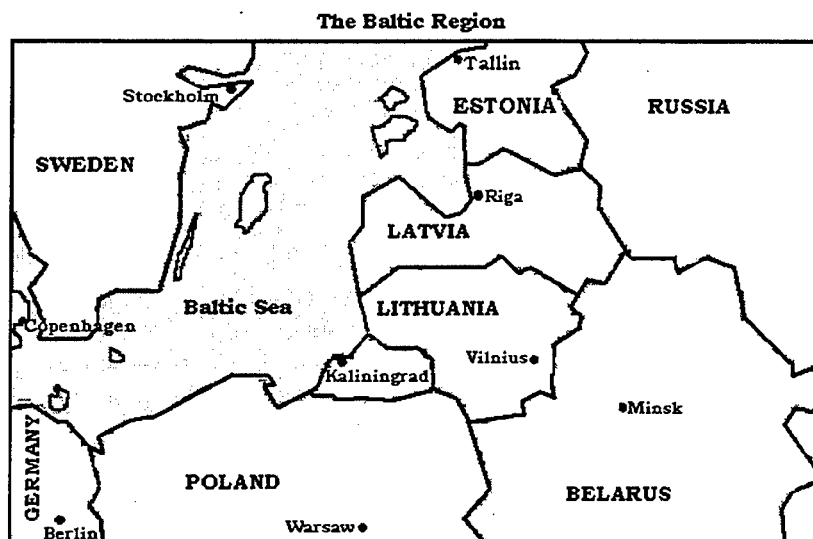 The Baltic Region
Tallin
Stockholm
ESTONIA
RUSSIA
SWEDEN
Riga
LATVIA
Baltic Sea
LITHUANIA
Copenhagen
Vilnius
Kaliningrad
Minsk
GERMANY
POLAND
BELARUS
Warsaw
Berlin